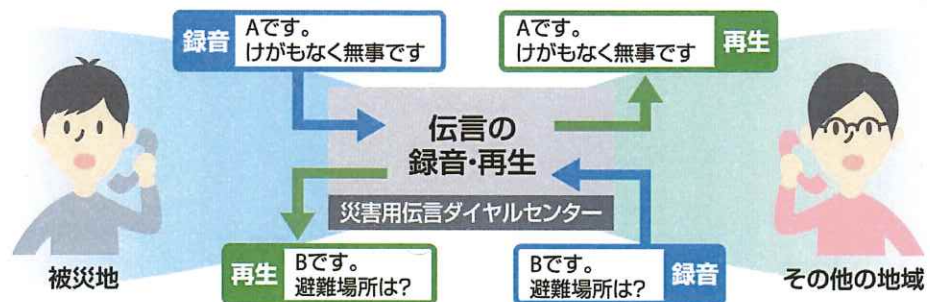 録音
Aです。
けがもなく無事です
Aです。
けがもなく無事です
再生
伝言の
録音・再生
災害用伝言ダイヤルセンター
被災地
再生
Bです。
避難場所は?
Bです。
避難場所は?
録音
その他の地域